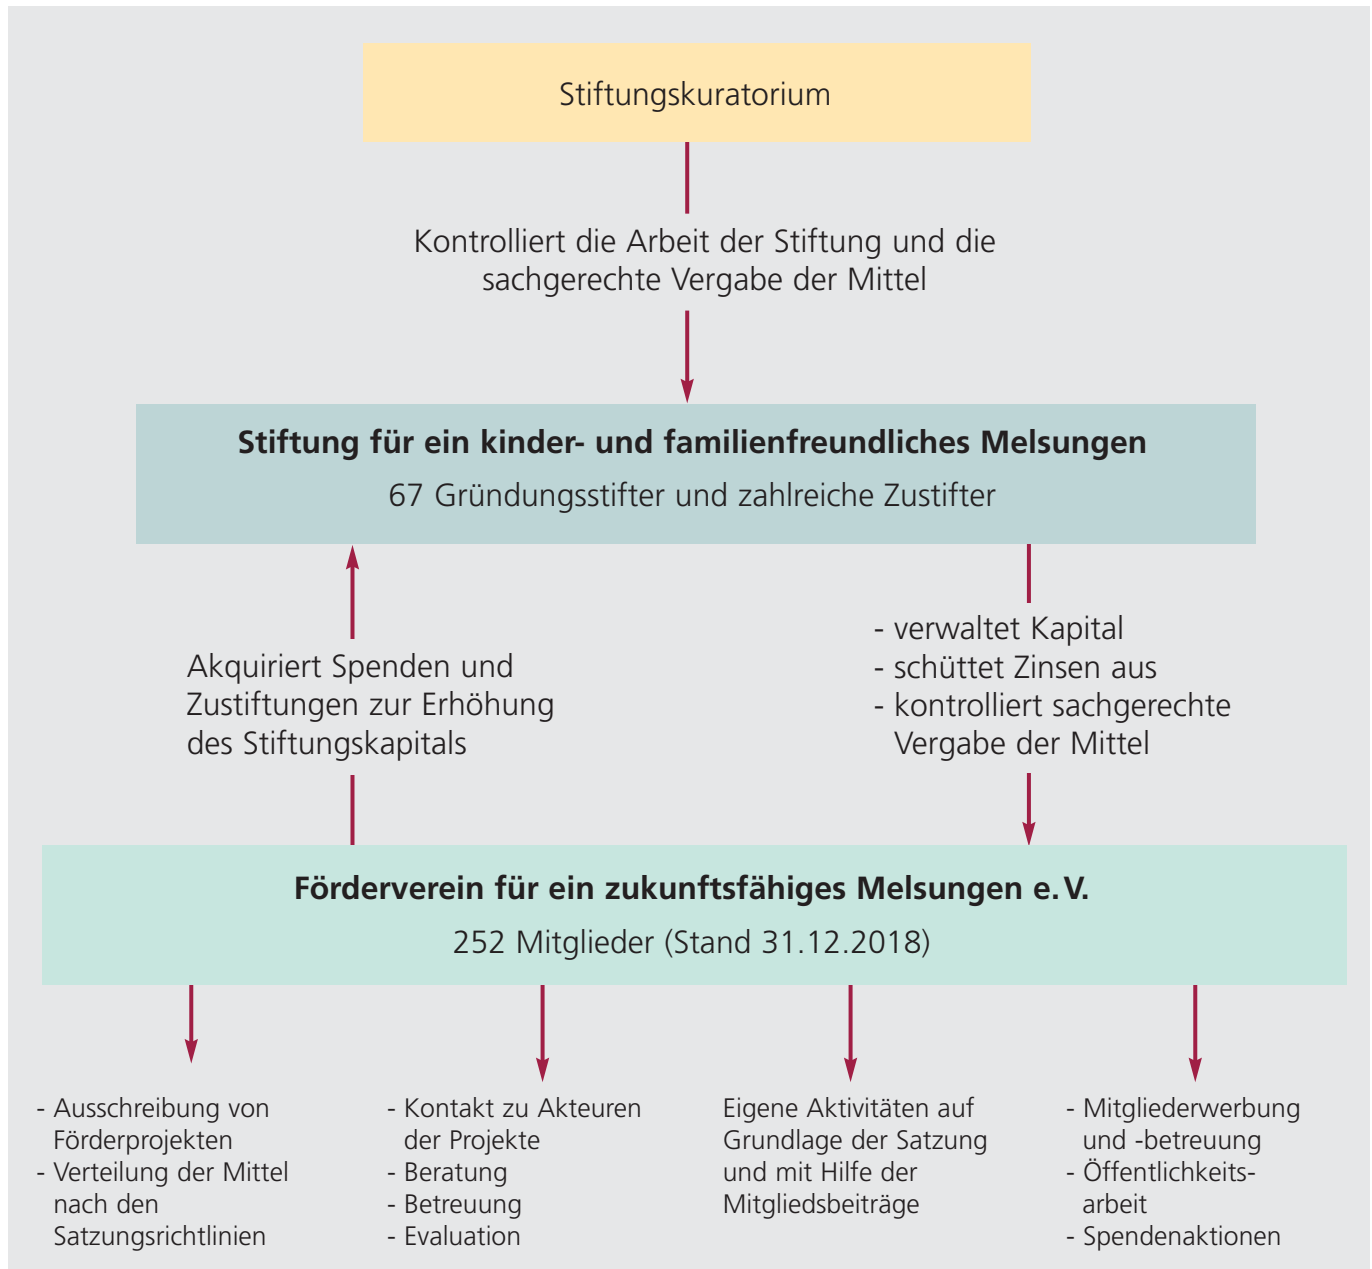 Stiftungskuratorium
Kontrolliert die Arbeit der Stiftung und die
sachgerechte Vergabe der Mittel
Stiftung für ein kinder- und familienfreundliches Melsungen
67 Gründungsstifter und zahlreiche Zustifter
Akquiriert Spenden und
Zustiftungen zur Erhöhung
des Stiftungskapitals
- verwaltet Kapital
- schüttet Zinsen aus
- kontrolliert sachgerechte
Vergabe der Mittel
Förderverein für ein zukunftsfähiges Melsungen e. V.
252 Mitglieder (Stand 31.12.2018)
- Ausschreibung von
Förderprojekten
- Verteilung der Mittel
nach den
Satzungsrichtlinien
- Kontakt zu Akteuren
der Projekte
- Beratung
- Betreuung
- Evaluation
Eigene Aktivitäten auf
Grundlage der Satzung
und mit Hilfe der
Mitgliedsbeiträge
- Mitgliederwerbung
und -betreuung
- Öffentlichkeits-
arbeit
- Spendenaktionen